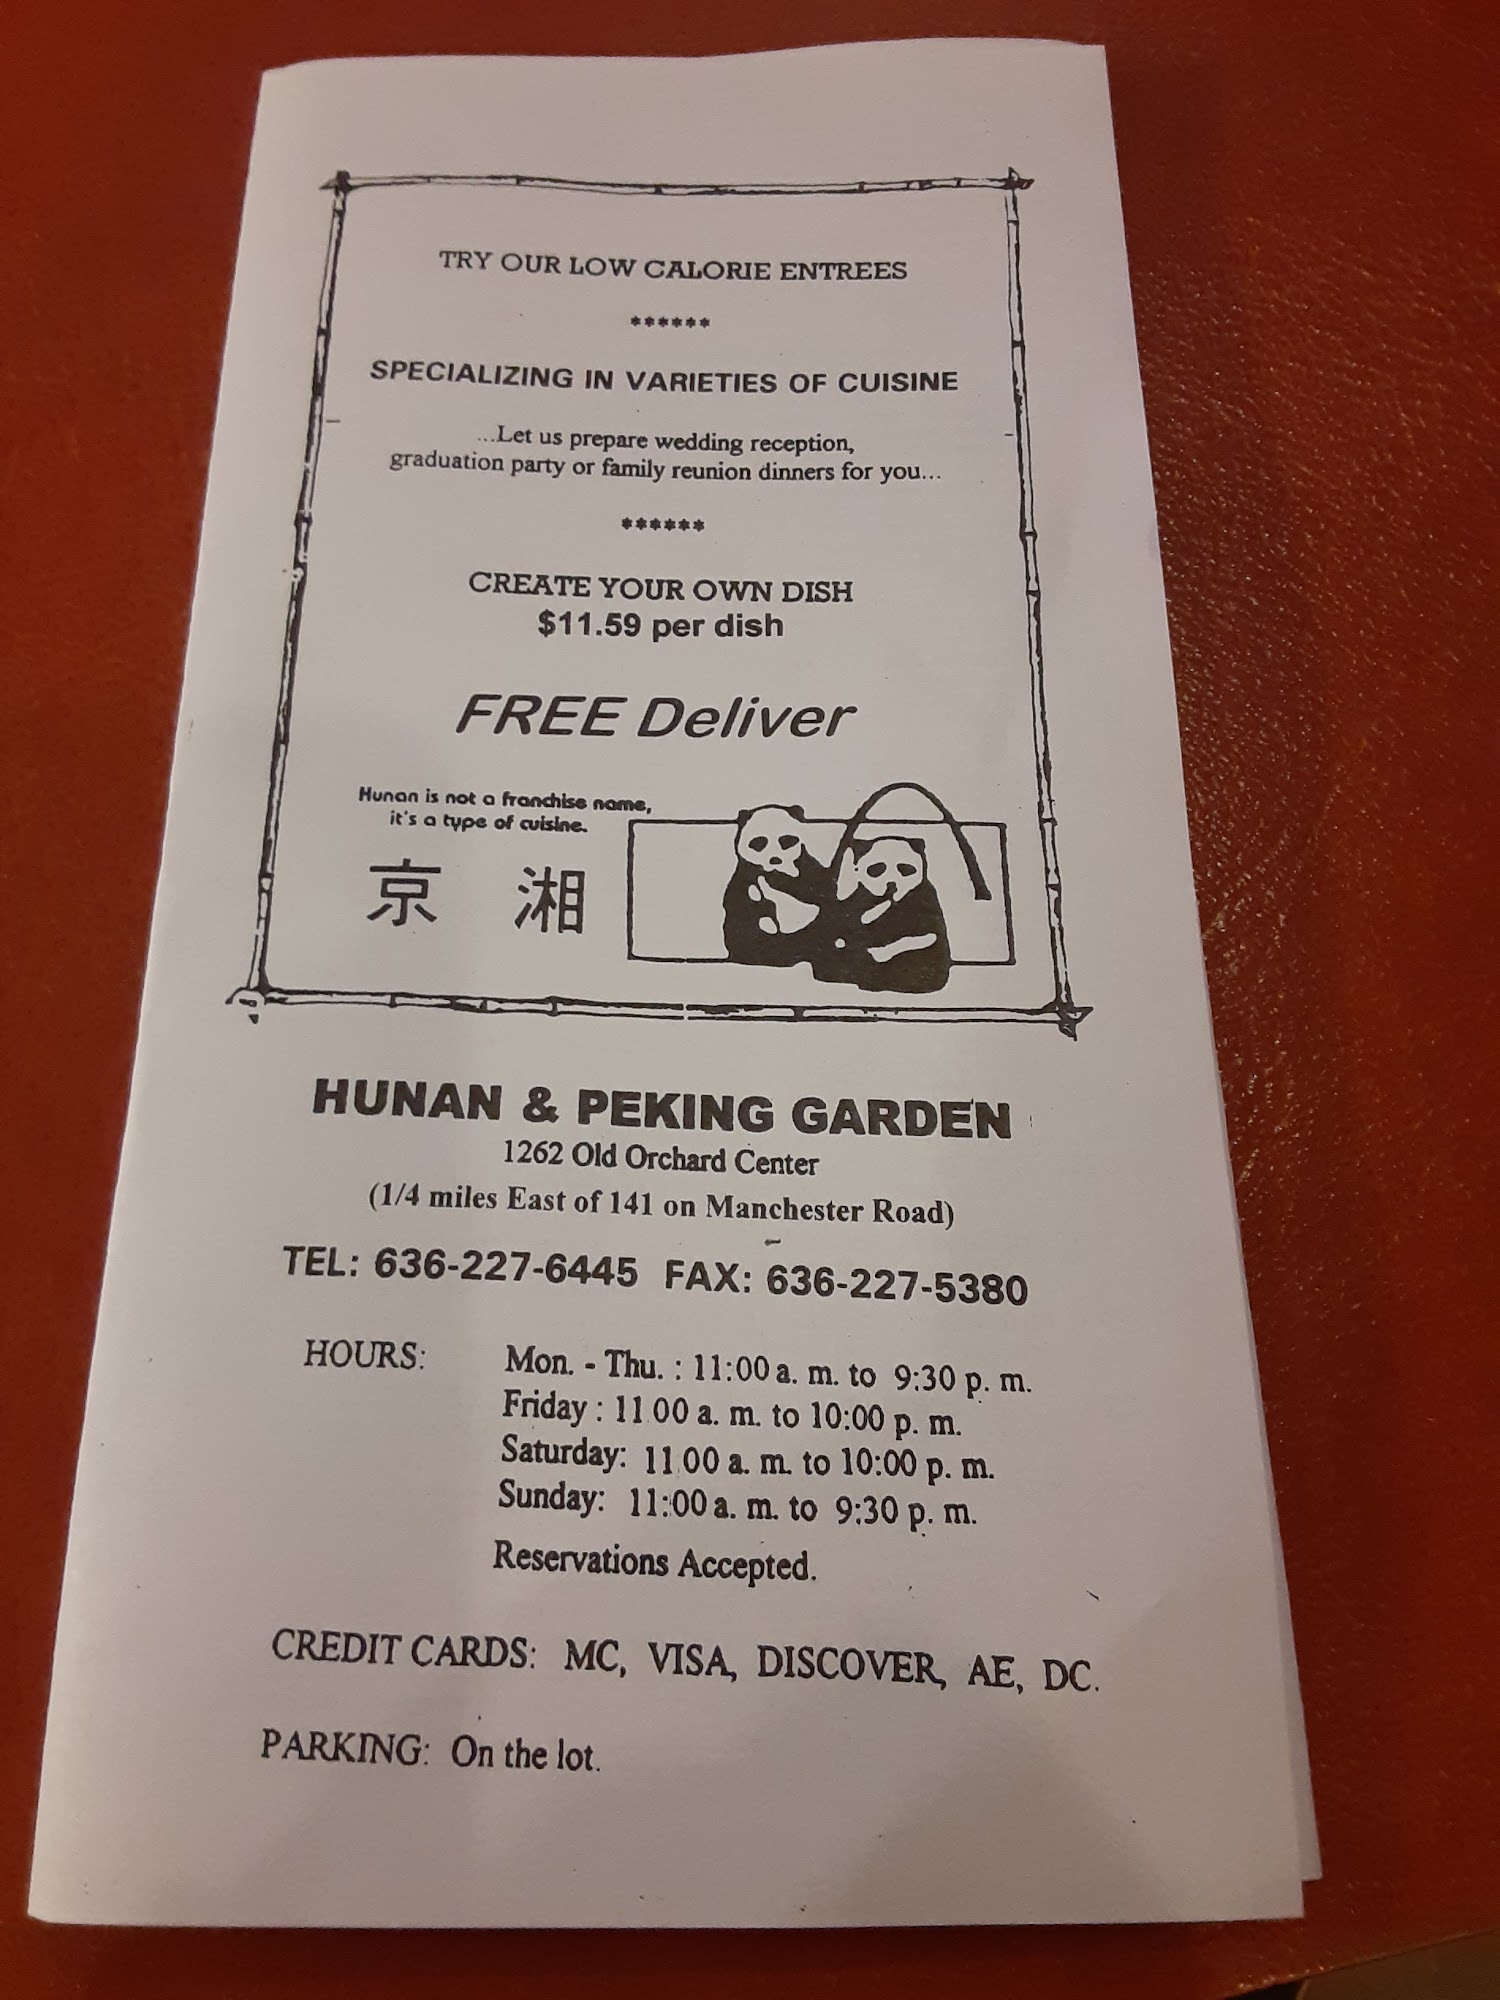 TRY OUR LOW CALORIE ENTREES
******
SPECIALIZING IN VARIETIES OF CUISINE
...Let us prepare wedding reception,
graduation party or family reunion dinners for you...
******
CREATE YOUR OWN DISH
$11.59 per dish
FREE Deliver
Hunan is not a franchise name,
it's a type of cuisine.
京 湘
HUNAN & PEKING GARDEN
1262 Old Orchard Center
(1/4 miles East of 141 on Manchester Road)
TEL: 636-227-6445 FAX: 636-227-5380
HOURS: Mon. - Thu. : 11:00 a. m. to 9:30 p. m.
Friday : 11 00 a. m. to 10:00 p. m.
Saturday: 11 00 a. m. to 10:00 p. m.
Sunday: 11:00 a. m. to 9:30 p. m.
Reservations Accepted.
CREDIT CARDS: MC, VISA, DISCOVER, AE, DC.
PARKING: On the lot.